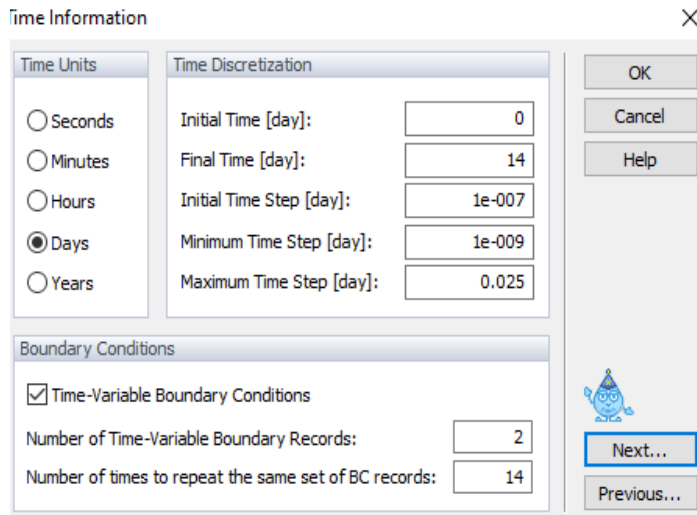 Time Information
Time Units
Seconds
Minutes
Hours
Days
Years
Time Discretization
Initial Time [day]: 0
Final Time [day]: 14
Initial Time Step [day]: 1e-007
Minimum Time Step [day]: 1e-009
Maximum Time Step [day]: 0.025
Boundary Conditions
Time-Variable Boundary Conditions
Number of Time-Variable Boundary Records: 2
Number of times to repeat the same set of BC records: 14
OK
Cancel
Help
Next...
Previous...